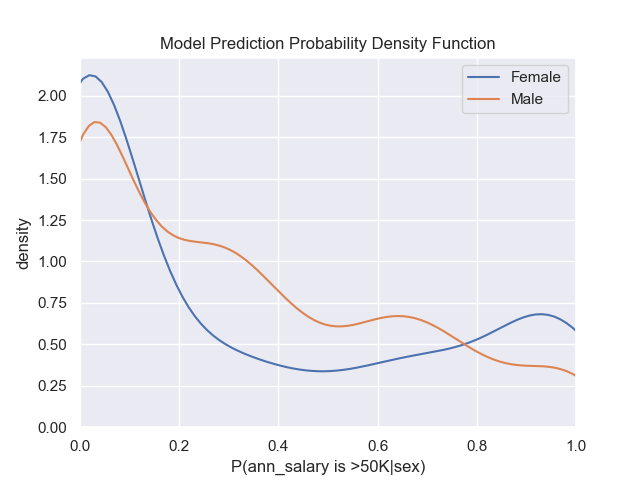 Model Prediction Probability Density Function
Female
Male
density
2.00
1.75
1.50
1.25
1.00
0.75
0.50
0.25
0.00
0.0 0.2 0.4 0.6 0.8 1.0
P(ann_salary is >50K|sex)